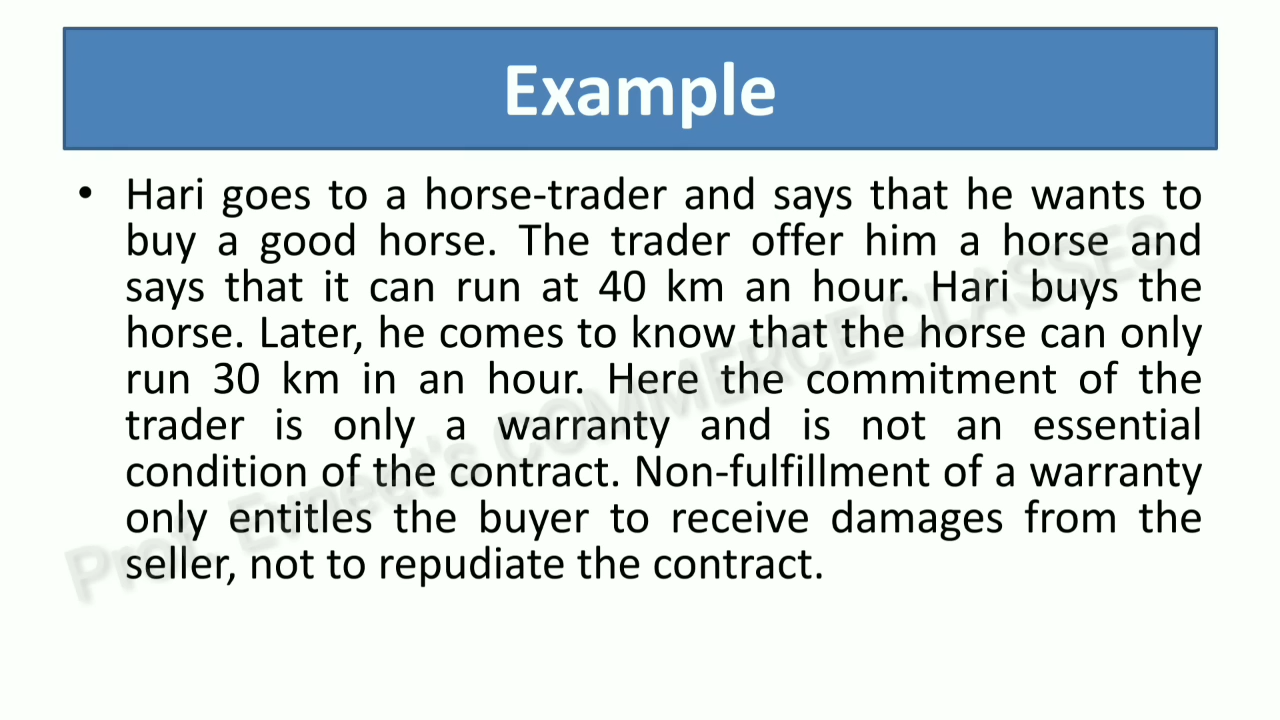 Example
• Hari goes to a horse-trader and says that he wants to
buy a good horse. The trader offer him a horse and
says that it can run at 40 km an hour. Hari buys the
horse. Later, he comes to know that the horse can only
run 30 km in an hour. Here the commitment of the
trader is only a warranty and is not an essential
condition of the contract. Non-fulfillment of a warranty
only entitles the buyer to receive damages from the
seller, not to repudiate the contract.
Prof. COMMERCE CLASSES